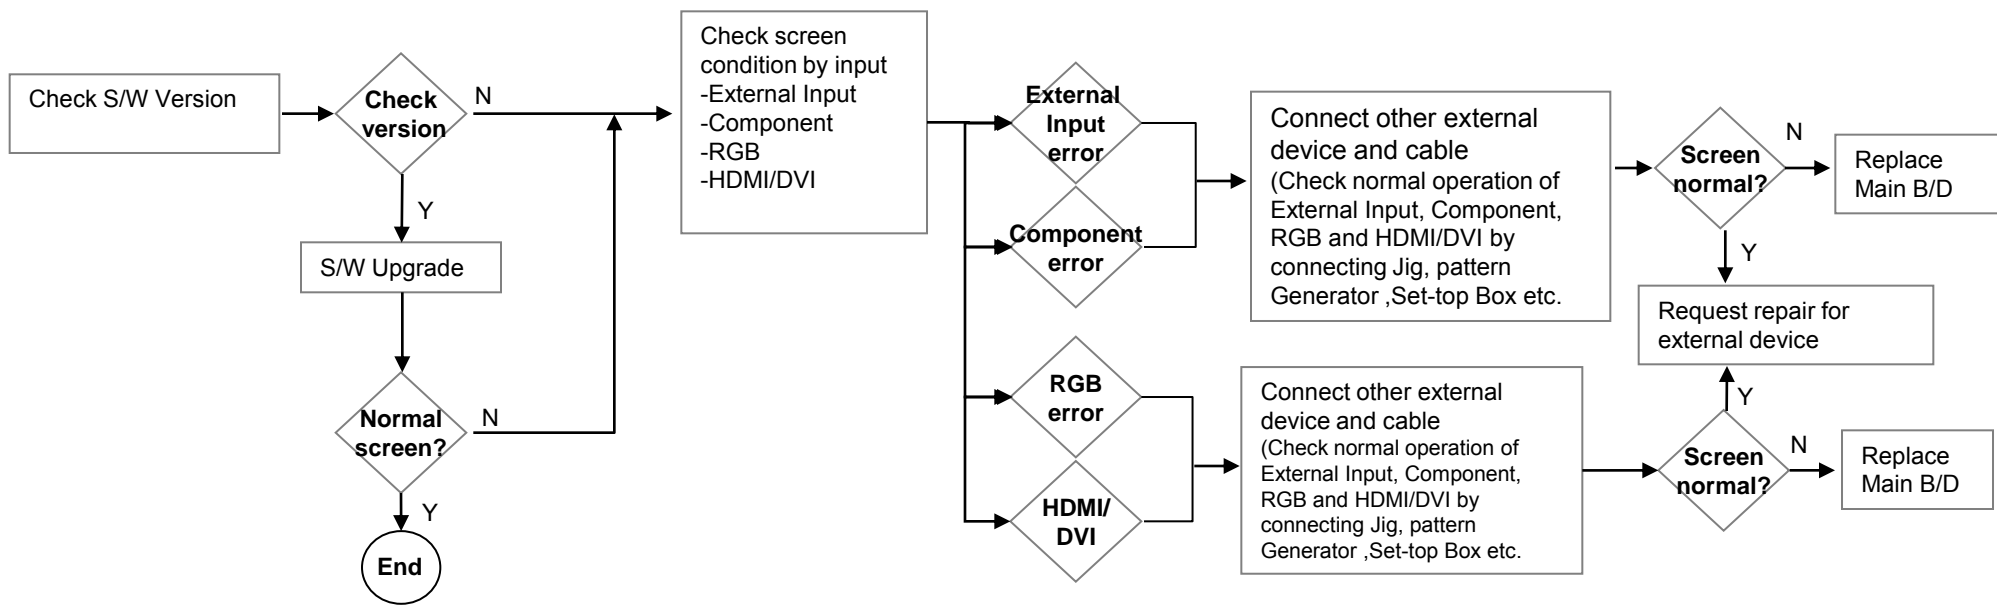 Check S/W Version
Check
version
N
Y
S/W Upgrade
Normal
screen?
N
Y
End
Check screen
condition by input
-External Input
-Component
-RGB
-HDMI/DVI
External
Input
error
Component
error
RGB
error
HDMI/
DVI
Connect other external
device and cable
(Check normal operation of
External Input, Component,
RGB and HDMI/DVI by
connecting Jig, pattern
Generator ,Set-top Box etc.
Connect other external
device and cable
(Check normal operation of
External Input, Component,
RGB and HDMI/DVI by
connecting Jig, pattern
Generator ,Set-top Box etc.
Screen
normal?
N
Replace
Main B/D
Y
Request repair for
external device
Y
Screen
normal?
N
Replace
Main B/D